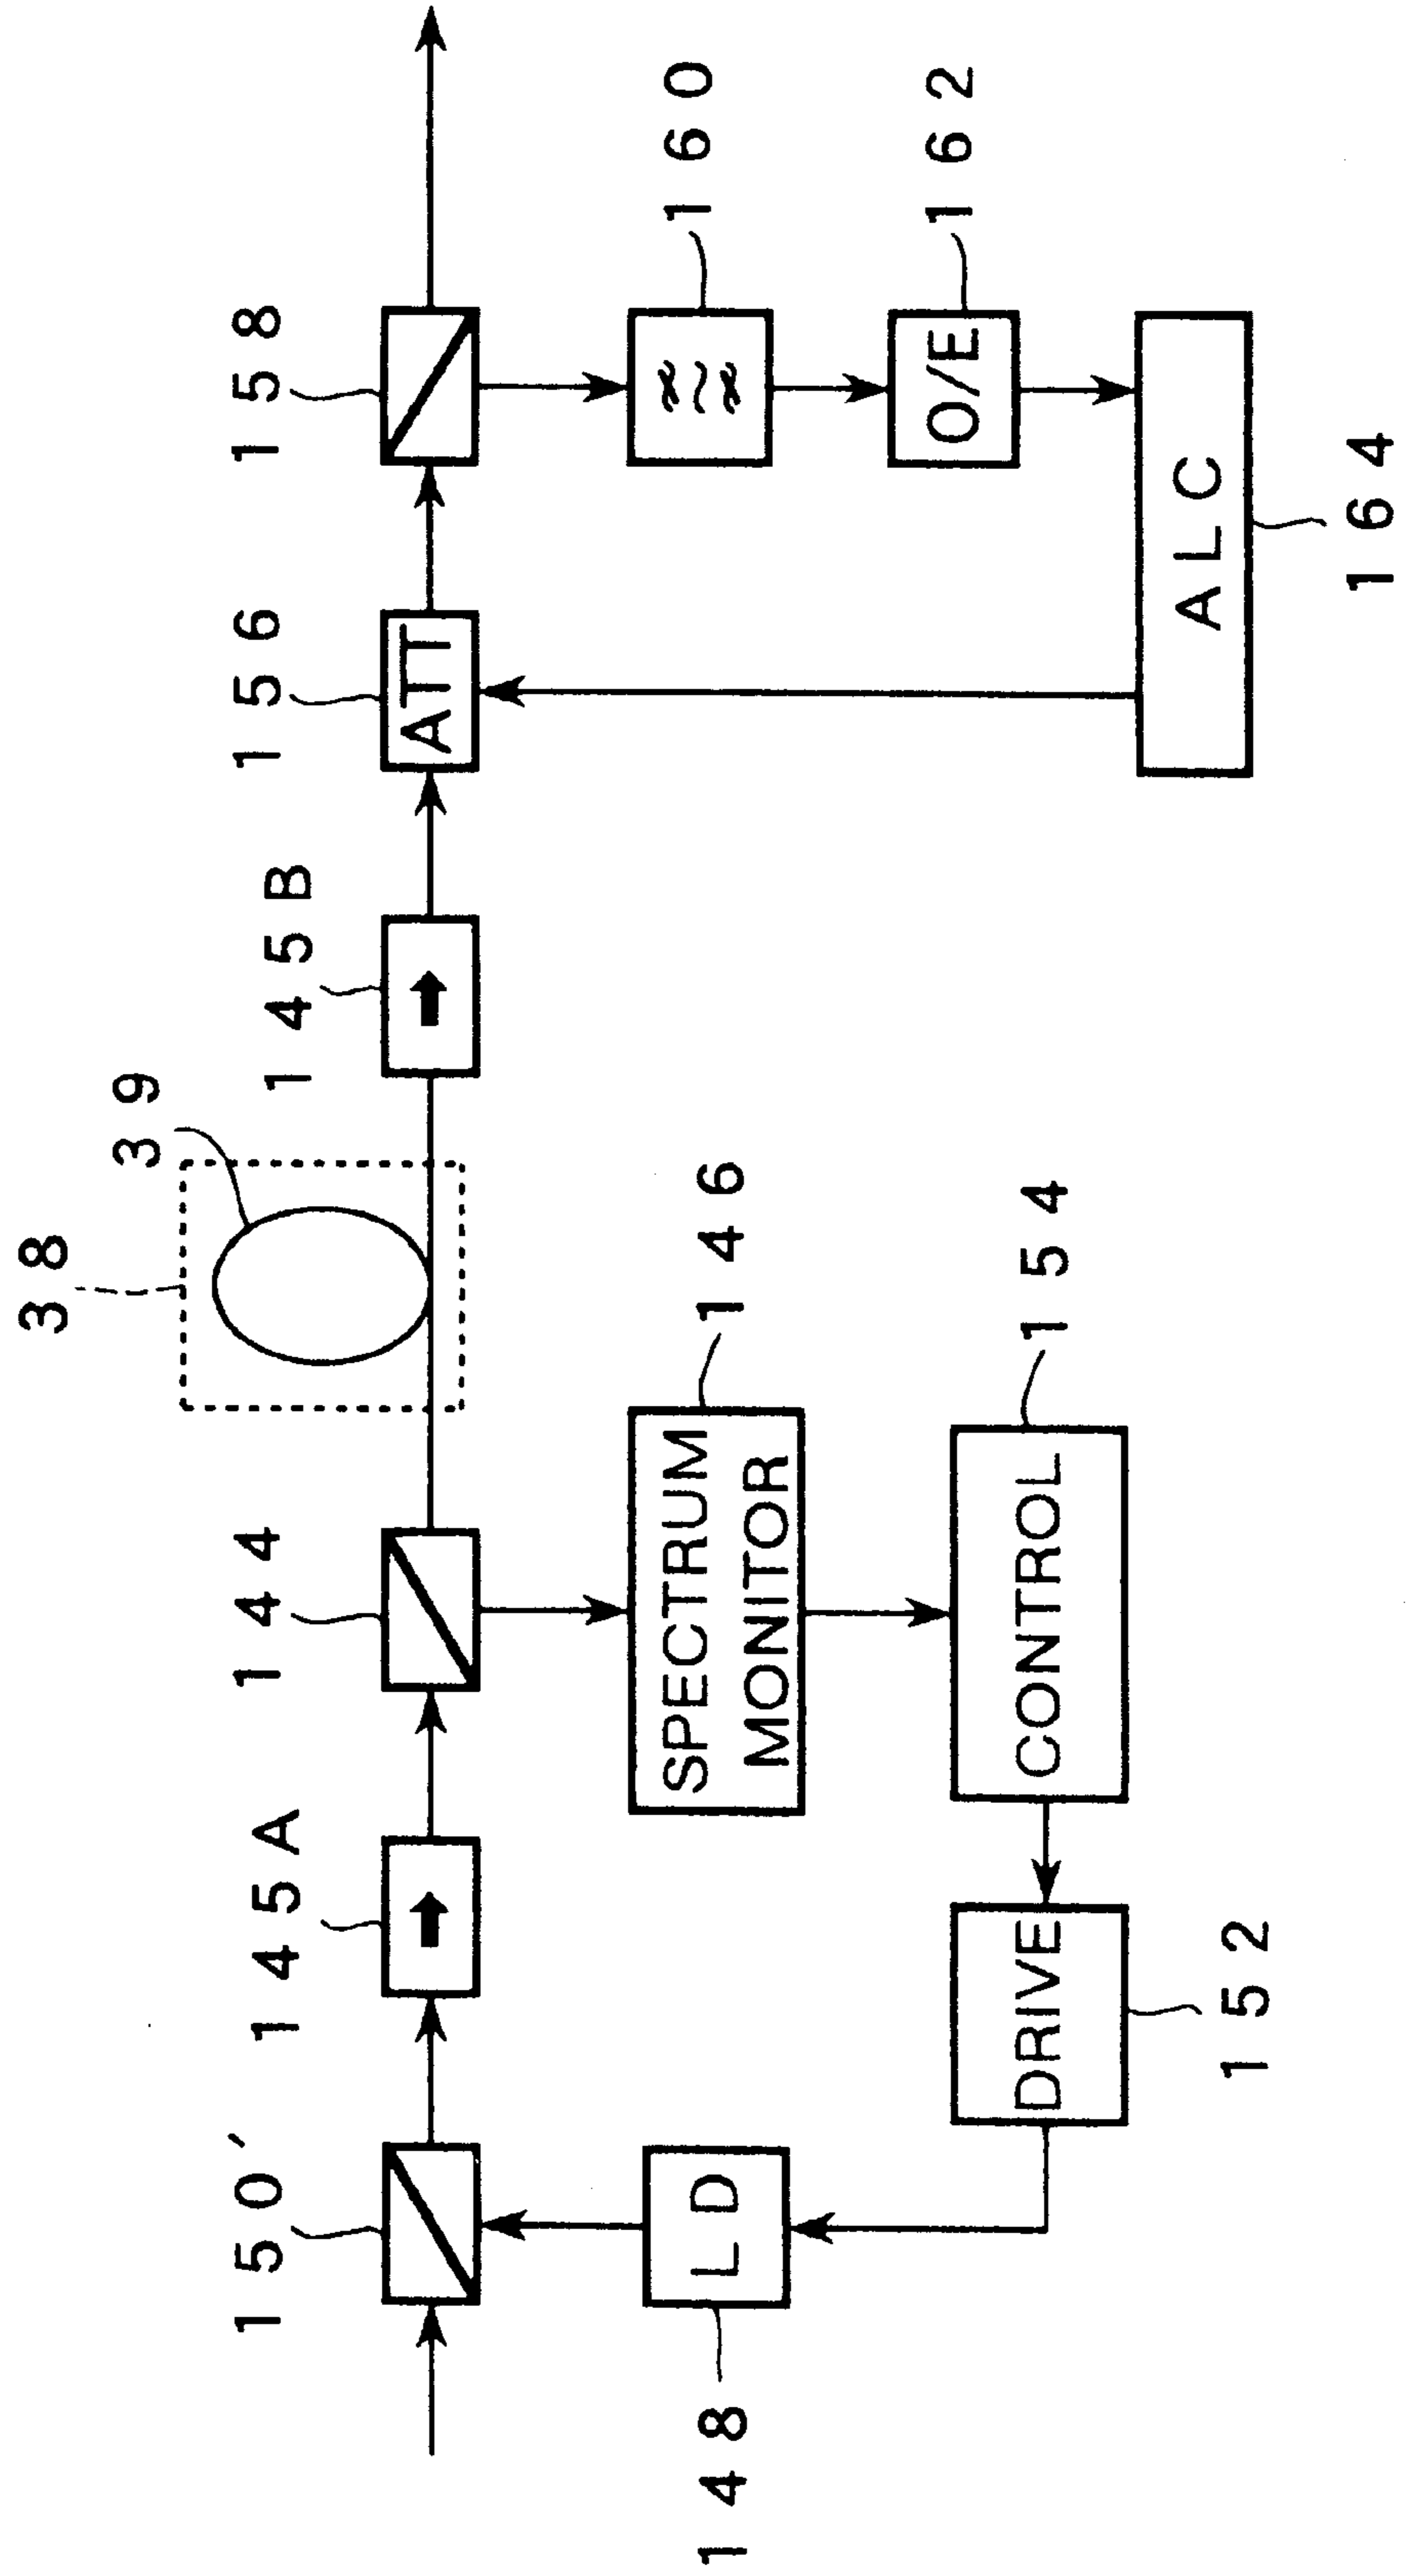 38
39
150'
145A
144
145B
156
158
ATT
LD
SPECTRUM
MONITOR
146
160
148
DRIVE
CONTROL
154
O/E
162
152
ALC
164